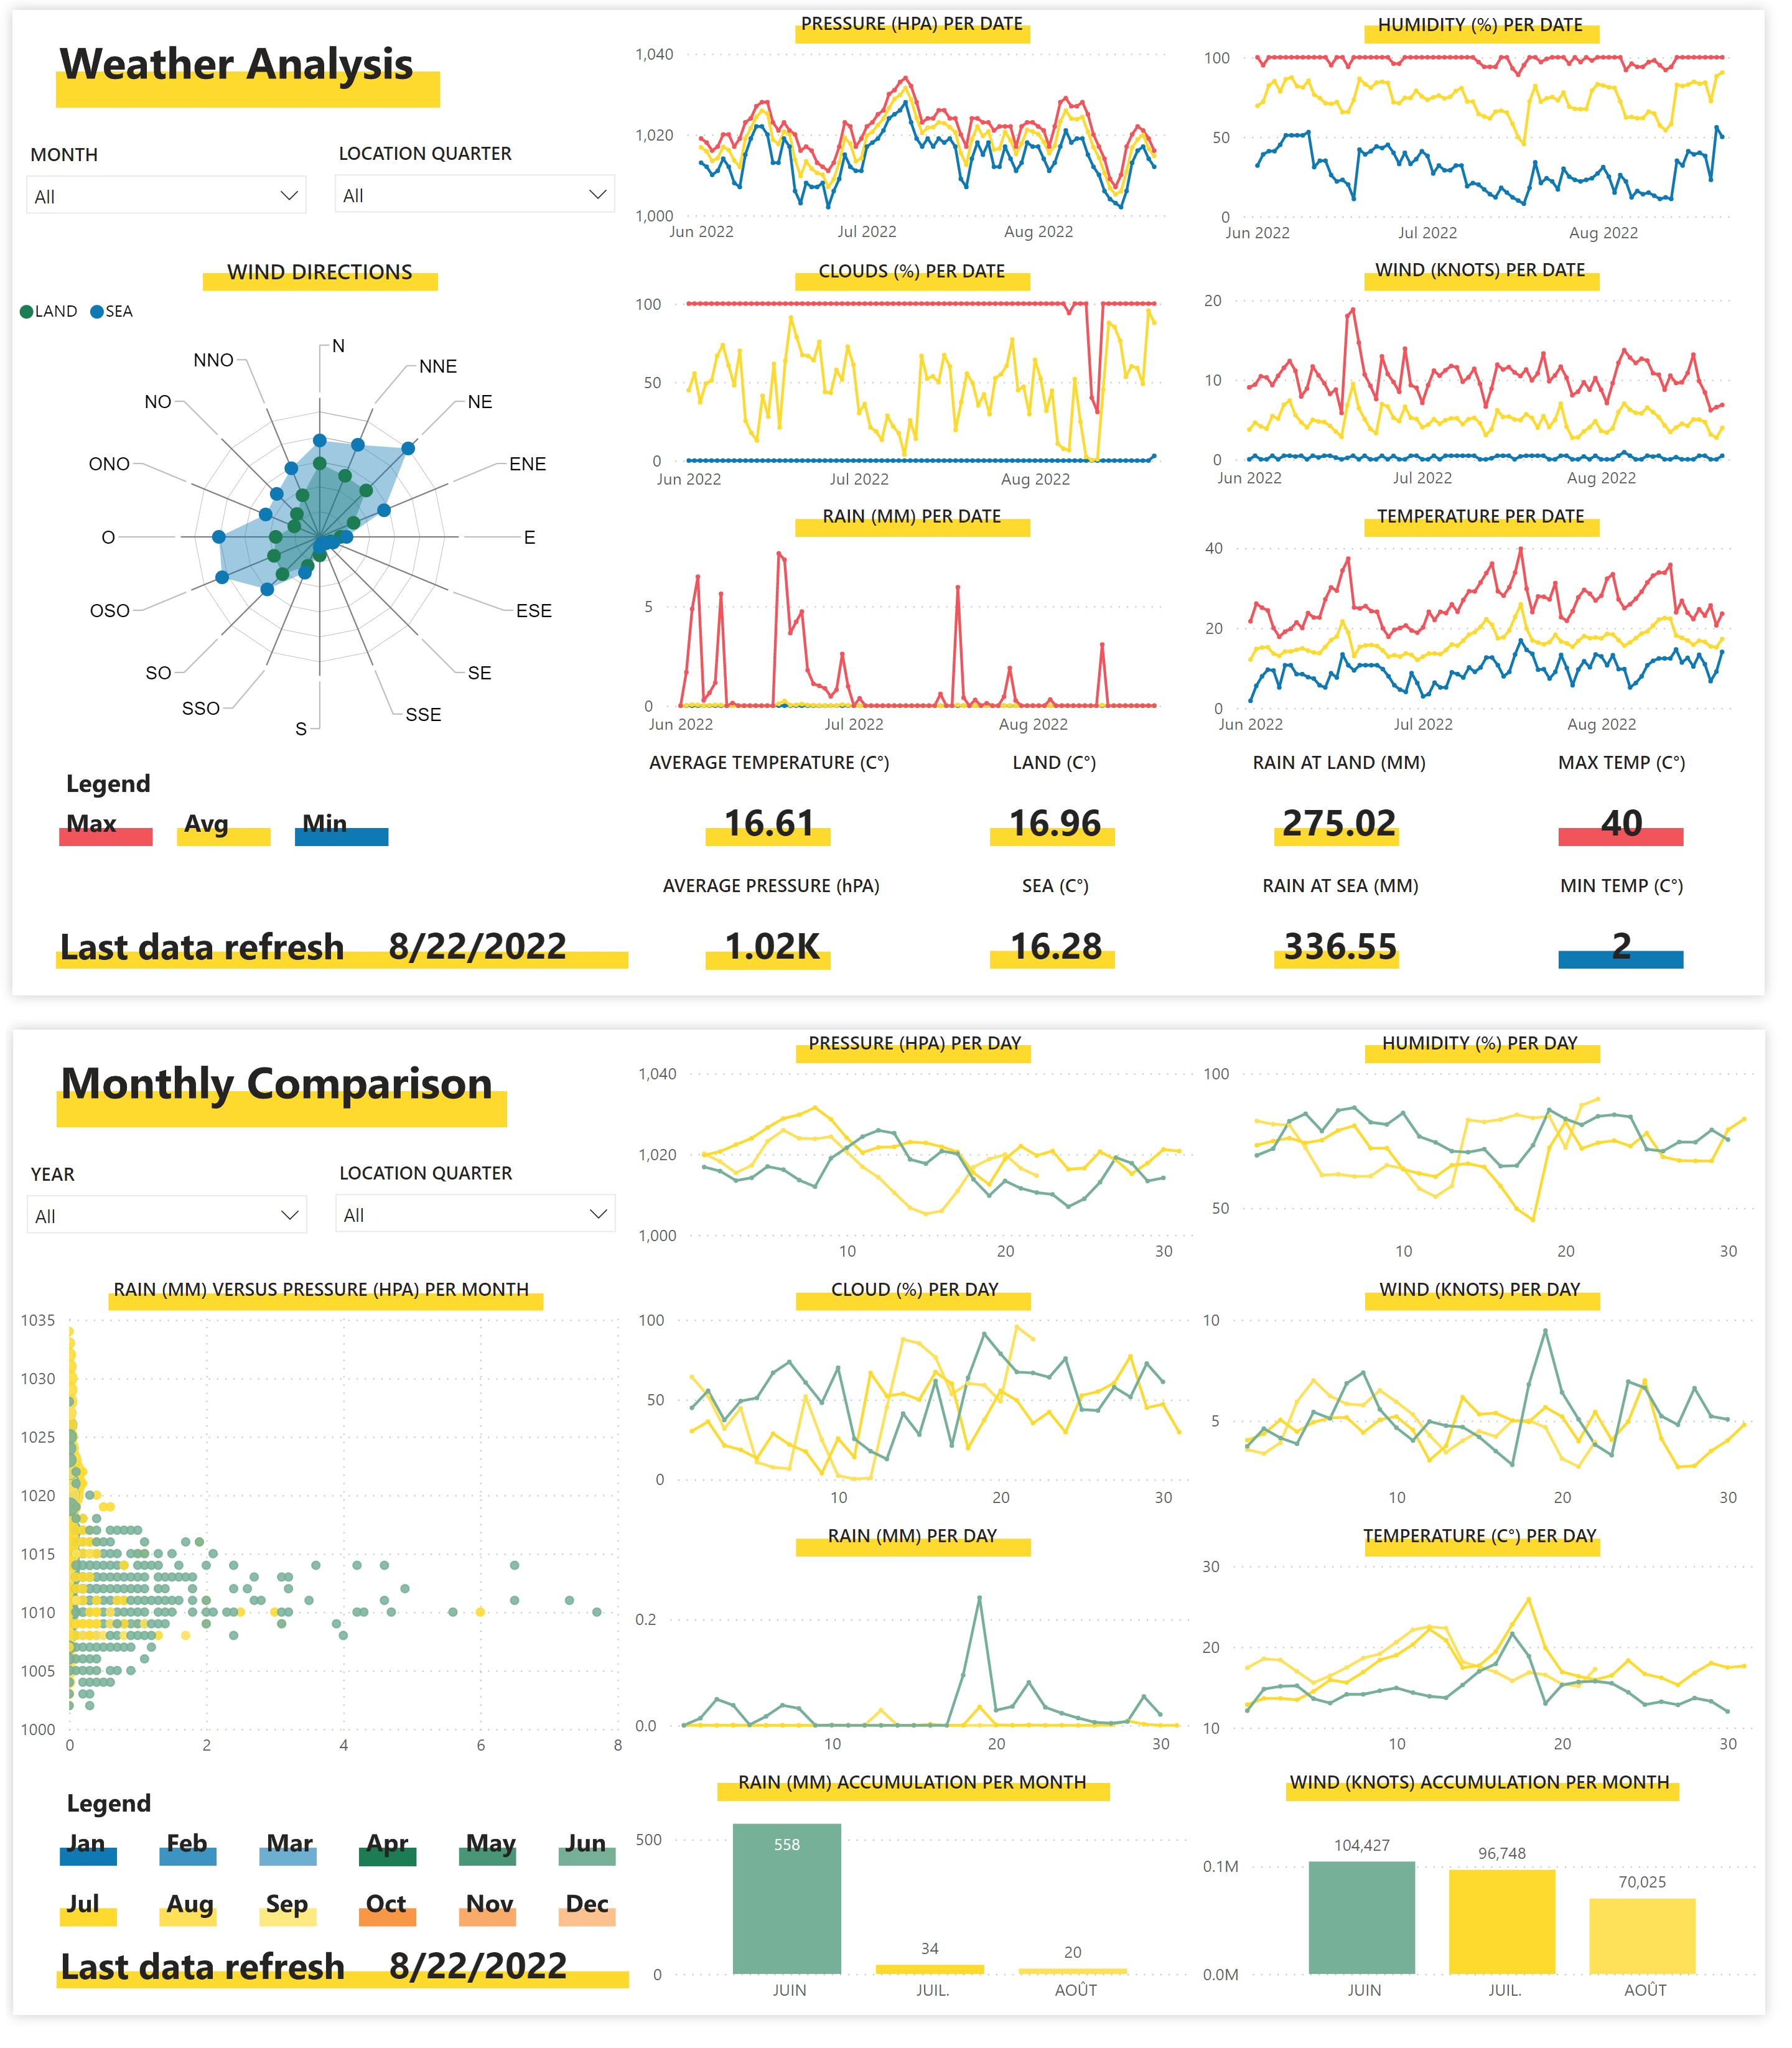 Weather Analysis
MONTH
All
LOCATION QUARTER
All
WIND DIRECTIONS
LAND
SEA
N
NNE
NE
ENE
E
ESE
SE
SSE
S
SSO
SO
OSO
O
ONO
NO
NNO
Legend
Max
Avg
Min
Last data refresh 8/22/2022
PRESSURE (HPA) PER DATE
1,040
1,020
1,000
Jun 2022 Jul 2022 Aug 2022
HUMIDITY (%) PER DATE
100
50
0
Jun 2022 Jul 2022 Aug 2022
CLOUDS (%) PER DATE
100
50
0
Jun 2022 Jul 2022 Aug 2022
WIND (KNOTS) PER DATE
20
10
0
Jun 2022 Jul 2022 Aug 2022
RAIN (MM) PER DATE
5
0
Jun 2022 Jul 2022 Aug 2022
TEMPERATURE PER DATE
40
20
0
Jun 2022 Jul 2022 Aug 2022
AVERAGE TEMPERATURE (C°)
16.61
LAND (C°)
16.96
RAIN AT LAND (MM)
275.02
MAX TEMP (C°)
40
AVERAGE PRESSURE (hPA)
1.02K
SEA (C°)
16.28
RAIN AT SEA (MM)
336.55
MIN TEMP (C°)
2
Monthly Comparison
YEAR
All
LOCATION QUARTER
All
RAIN (MM) VERSUS PRESSURE (HPA) PER MONTH
1035
1030
1025
1020
1015
1010
1005
1000
0 2 4 6 8
Legend
Jan Feb Mar Apr May Jun
Jul Aug Sep Oct Nov Dec
Last data refresh 8/22/2022
PRESSURE (HPA) PER DAY
1,040
1,020
1,000
10 20 30
HUMIDITY (%) PER DAY
100
50
10 20 30
CLOUD (%) PER DAY
100
50
0
10 20 30
WIND (KNOTS) PER DAY
10
5
10 20 30
RAIN (MM) PER DAY
0.2
0.0
10 20 30
TEMPERATURE (C°) PER DAY
30
20
10
10 20 30
RAIN (MM) ACCUMULATION PER MONTH
500
0
558
34
20
JUIN JUIL. AOÛT
WIND (KNOTS) ACCUMULATION PER MONTH
0.1M
0.0M
104,427
96,748
70,025
JUIN JUIL. AOÛT